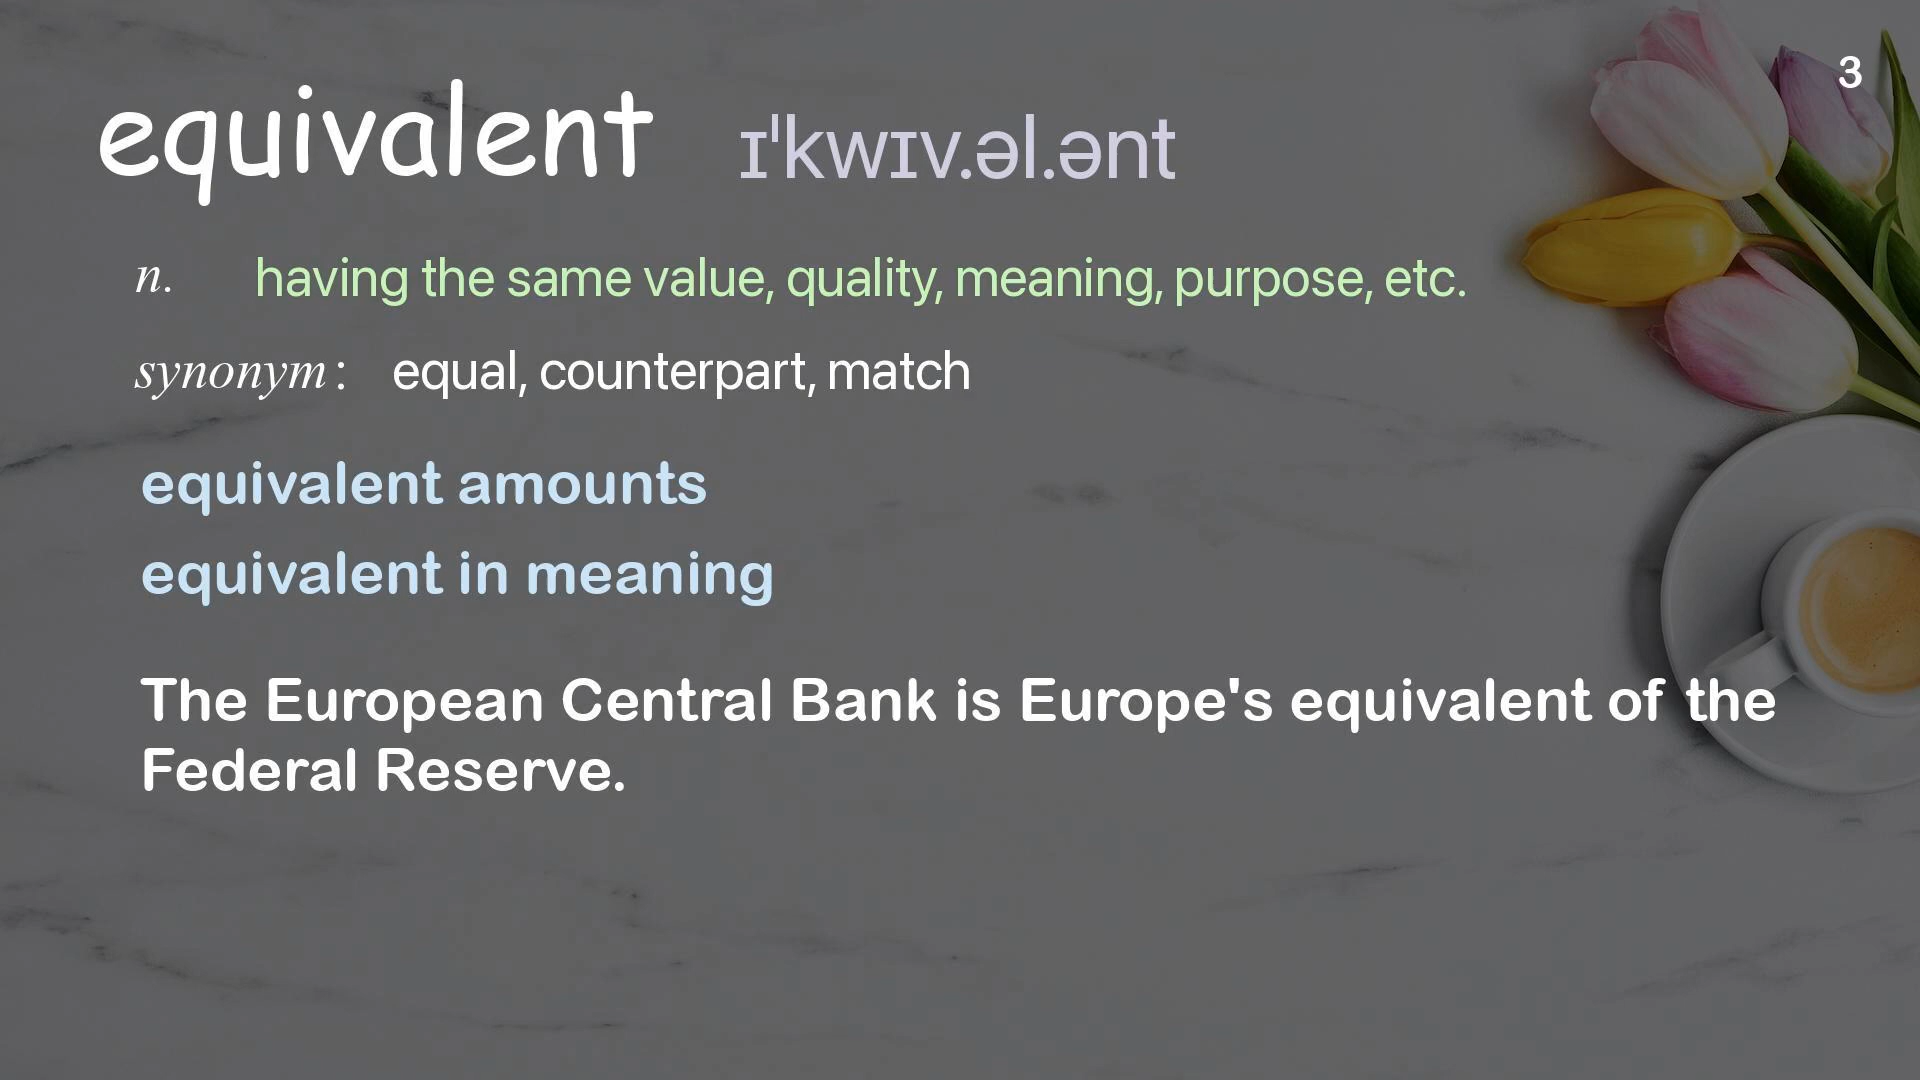 3
equivalent ɪˈkwɪv.əl.ənt
n. having the same value, quality, meaning, purpose, etc.
synonym: equal, counterpart, match
equivalent amounts
equivalent in meaning
The European Central Bank is Europe's equivalent of the
Federal Reserve.